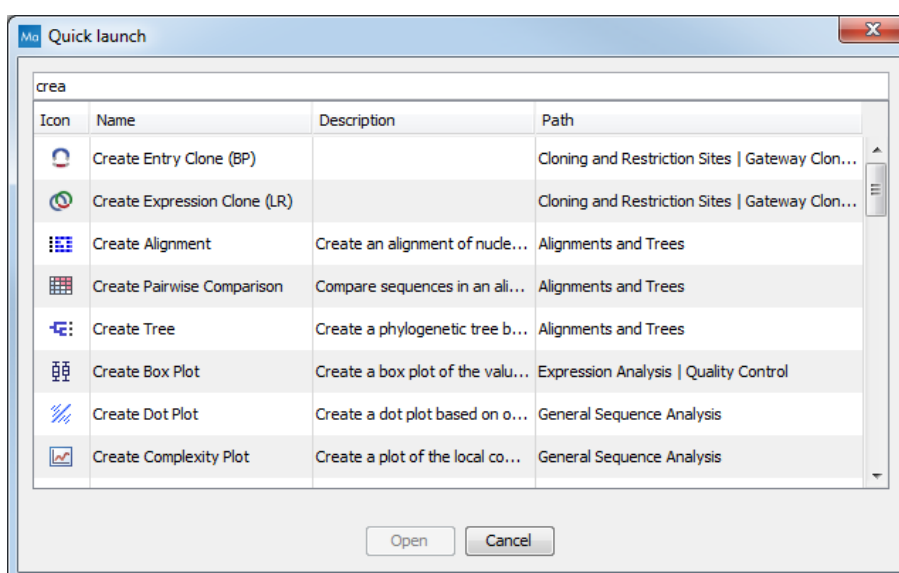 Ma Quick launch
crea
Icon Name Description Path
Create Entry Clone (BP) Cloning and Restriction Sites | Gateway Clon...
Create Expression Clone (LR) Cloning and Restriction Sites | Gateway Clon...
Create Alignment Create an alignment of nucle... Alignments and Trees
Create Pairwise Comparison Compare sequences in an ali... Alignments and Trees
Create Tree Create a phylogenetic tree b... Alignments and Trees
Create Box Plot Create a box plot of the valu... Expression Analysis | Quality Control
Create Dot Plot Create a dot plot based on o... General Sequence Analysis
Create Complexity Plot Create a plot of the local co... General Sequence Analysis
Open Cancel